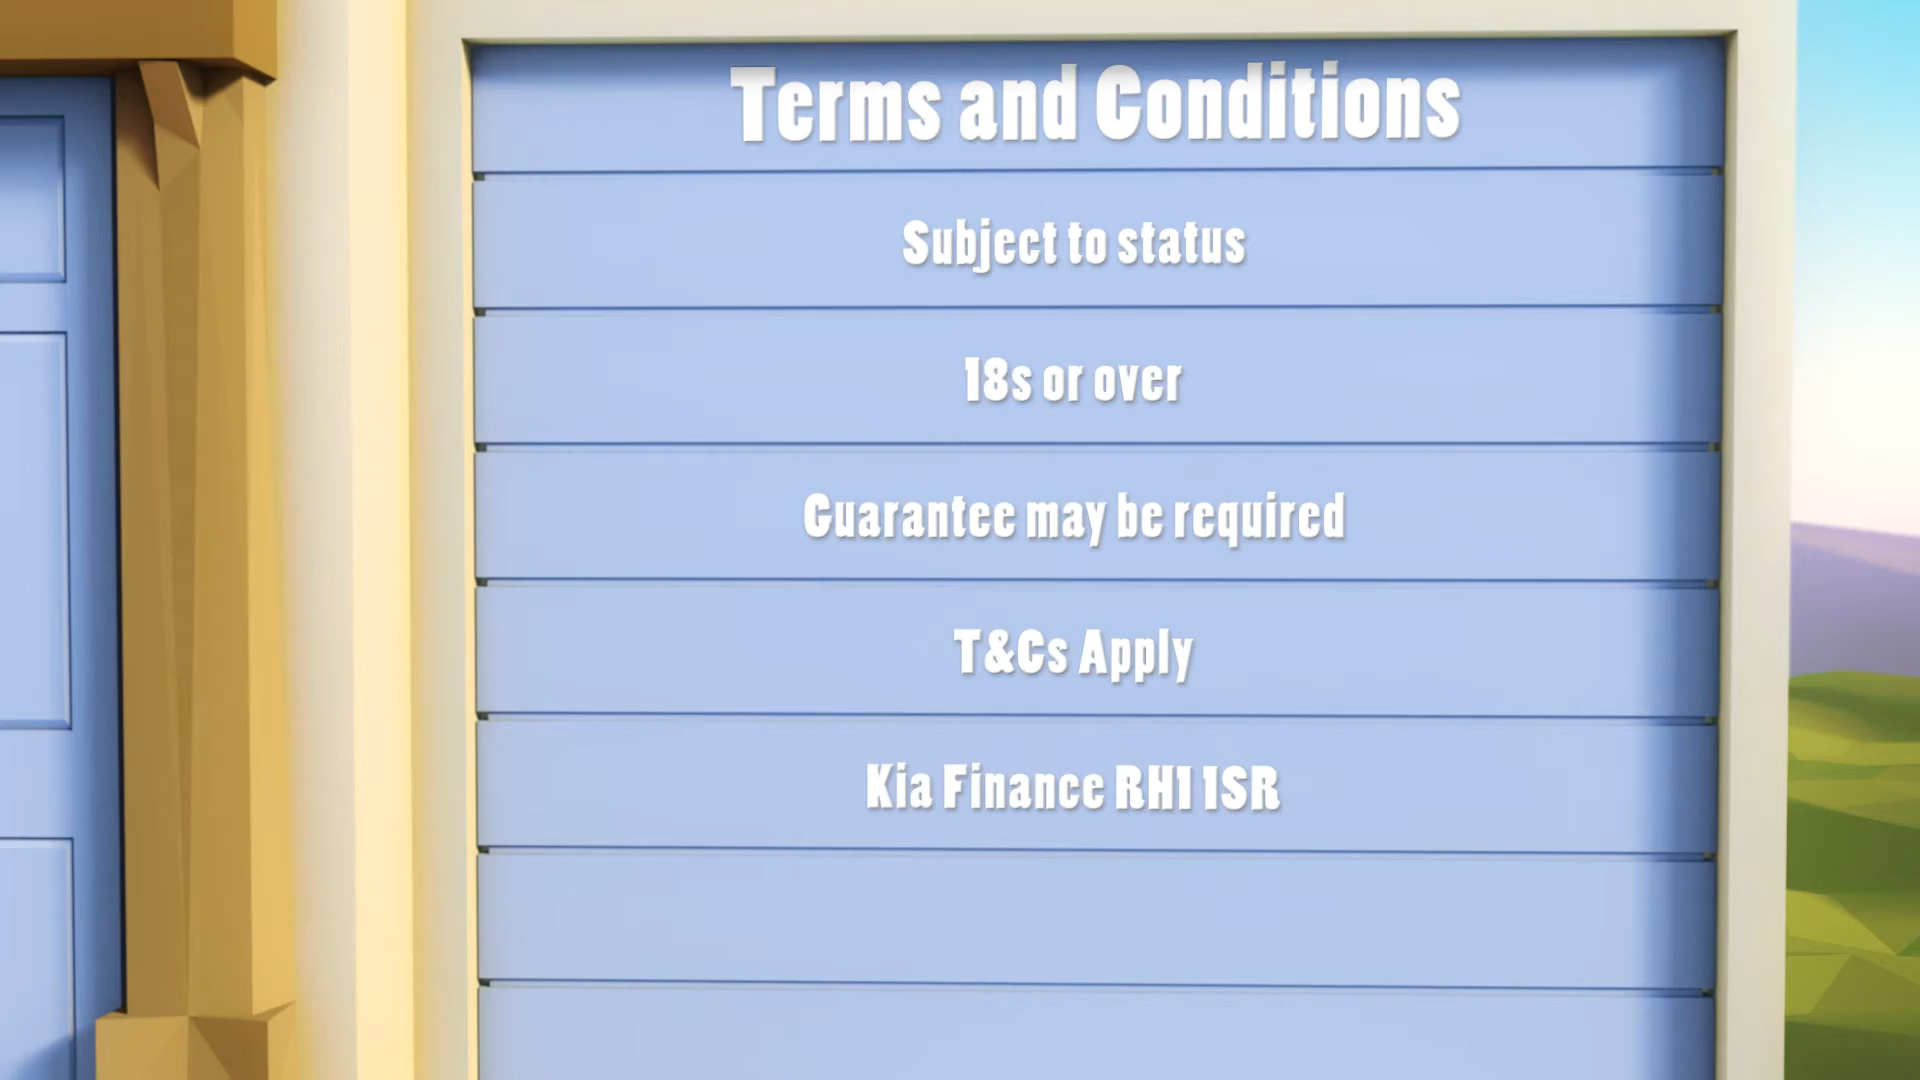 Terms and Conditions
Subject to status
18s or over
Guarantee may be required
T&Cs Apply
Kia Finance RH1 1SR